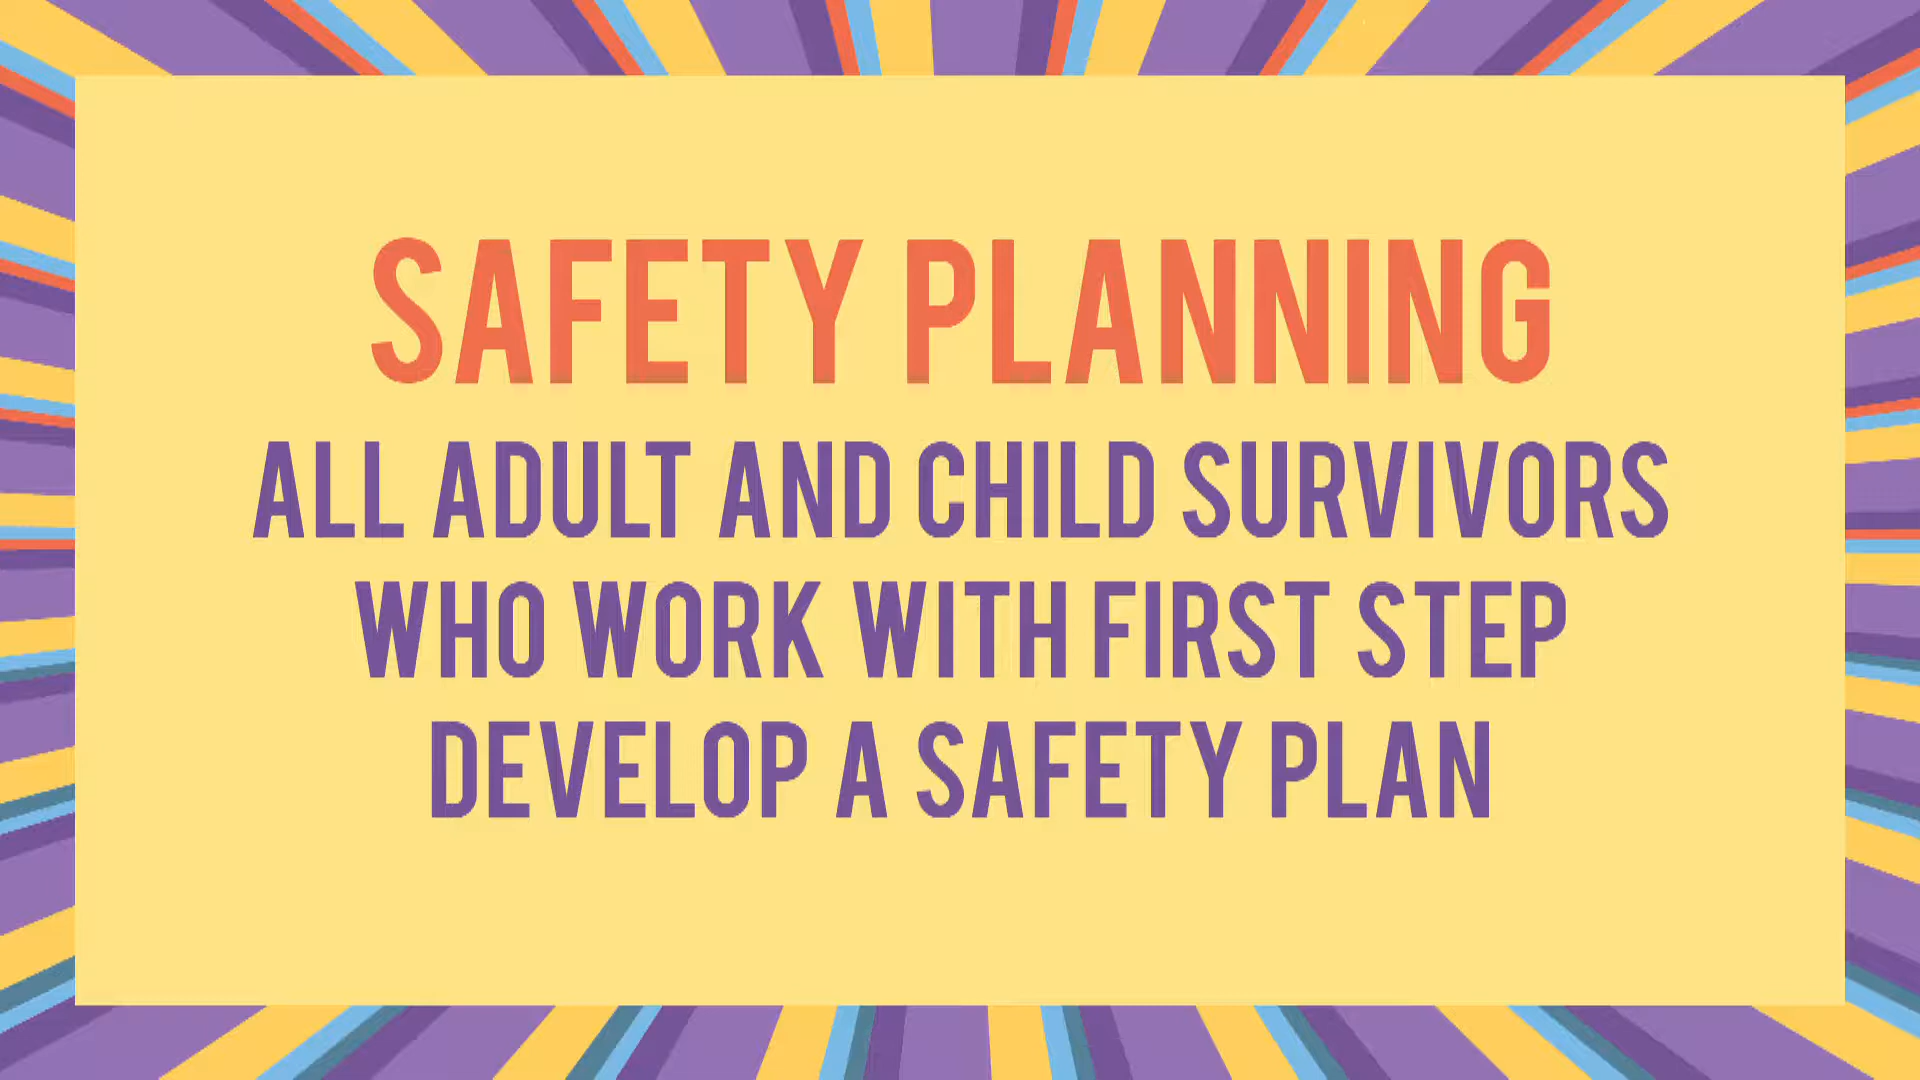 SAFETY PLANNING
ALL ADULT AND CHILD SURVIVORS
WHO WORK WITH FIRST STEP
DEVELOP A SAFETY PLAN